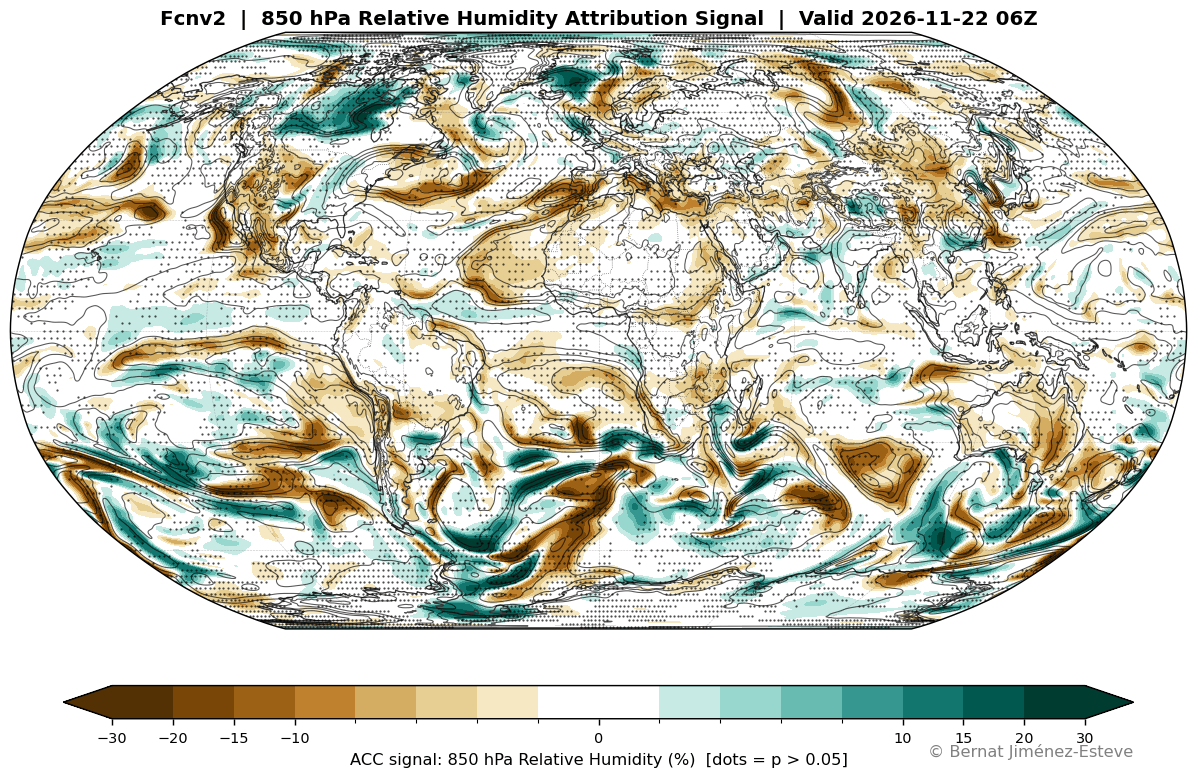 Fcnv2 | 850 hPa Relative Humidity Attribution Signal | Valid 2026-11-22 06Z
−30 −20 −15 −10 0 10 15 20 30
ACC signal: 850 hPa Relative Humidity (%) [dots = p > 0.05]
© Bernat Jiménez-Esteve